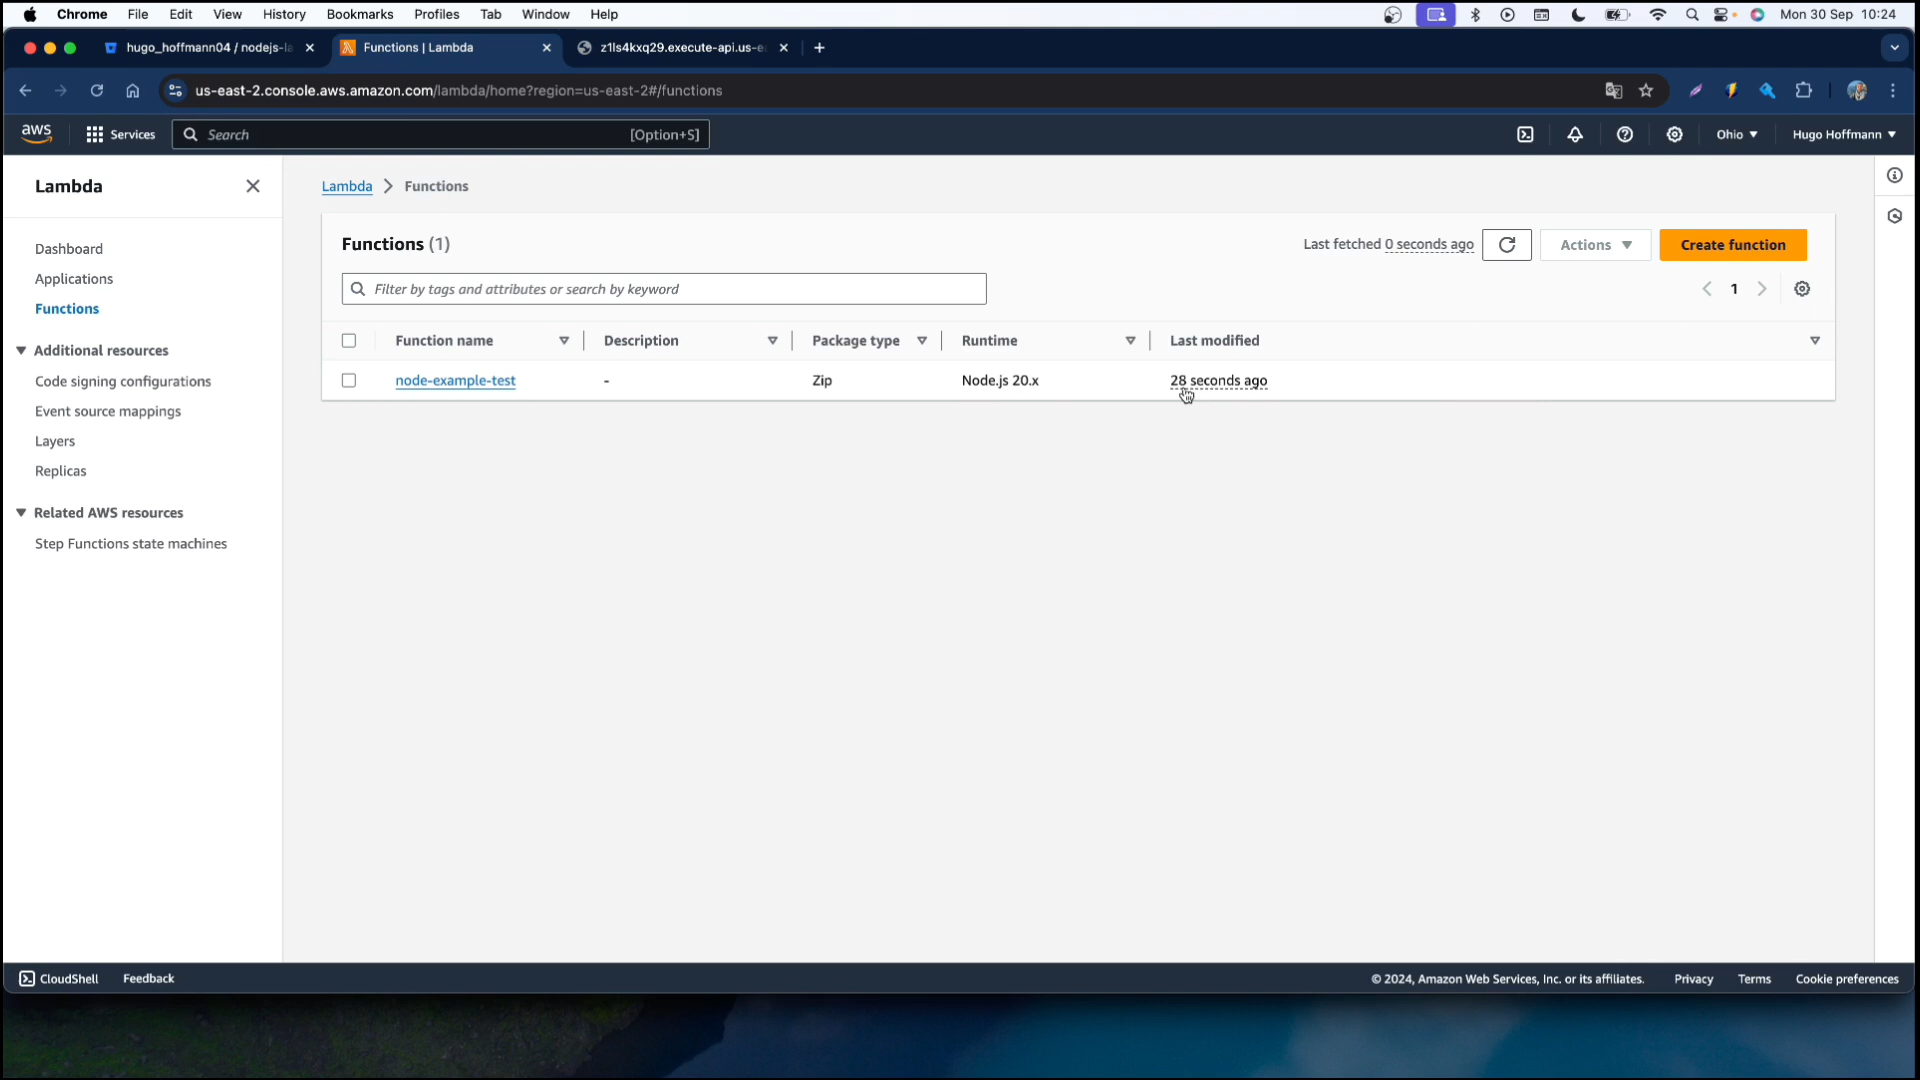 Chrome File Edit View History Bookmarks Profiles Tab Window Help Mon 30 Sep 10:24
hugo_hoffmann04 / nodejs-la Functions | Lambda z1ls4kxq29.execute-api.us-ea
us-east-2.console.aws.amazon.com/lambda/home?region=us-east-2#/functions
aws Services Search [Option+S] Ohio Hugo Hoffmann
Lambda
Dashboard
Applications
Functions
Additional resources
Code signing configurations
Event source mappings
Layers
Replicas
Related AWS resources
Step Functions state machines
Lambda Functions
Functions (1) Last fetched 0 seconds ago Actions Create function
Filter by tags and attributes or search by keyword 1
Function name Description Package type Runtime Last modified
node-example-test - Zip Node.js 20.x 28 seconds ago
CloudShell Feedback © 2024, Amazon Web Services, Inc. or its affiliates. Privacy Terms Cookie preferences